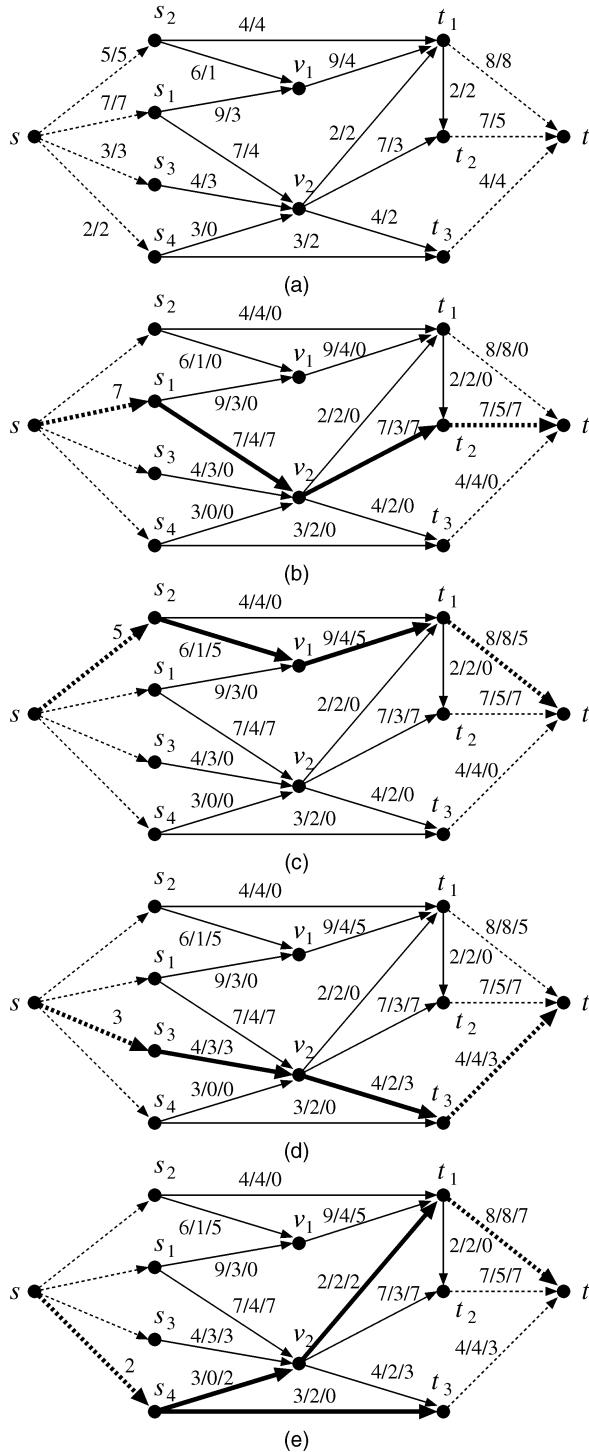 s2 4/4 t1
5/5 6/1 v1 9/4 8/8
7/7 s1 9/3 2/2 2/2
s 3/3 s3 7/4 7/3 t2 7/5 t
2/2 4/3 v2 4/4
s4 3/0 4/2 t3
3/2
(a)
s2 4/4/0 t1
6/1/0 v1 9/4/0 8/8/0
7 s1 9/3/0 2/2/0 2/2/0
s s3 7/4/7 7/3/7 t2 7/5/7 t
4/3/0 v2 4/4/0
s4 3/0/0 4/2/0 t3
3/2/0
(b)
s2 4/4/0 t1
5 6/1/5 v1 9/4/5 8/8/5
s1 9/3/0 2/2/0 2/2/0
s s3 7/4/7 7/3/7 t2 7/5/7 t
4/3/0 v2 4/4/0
s4 3/0/0 4/2/0 t3
3/2/0
(c)
s2 4/4/0 t1
6/1/5 v1 9/4/5 8/8/5
s1 9/3/0 2/2/0 2/2/0
s 3 s3 7/4/7 7/3/7 t2 7/5/7 t
4/3/3 v2 4/4/3
s4 3/0/0 4/2/3 t3
3/2/0
(d)
s2 4/4/0 t1
6/1/5 v1 9/4/5 8/8/7
s1 9/3/0 2/2/2 2/2/0
s s3 7/4/7 7/3/7 t2 7/5/7 t
2 4/3/3 v2 4/4/3
s4 3/0/2 4/2/3 t3
3/2/0
(e)